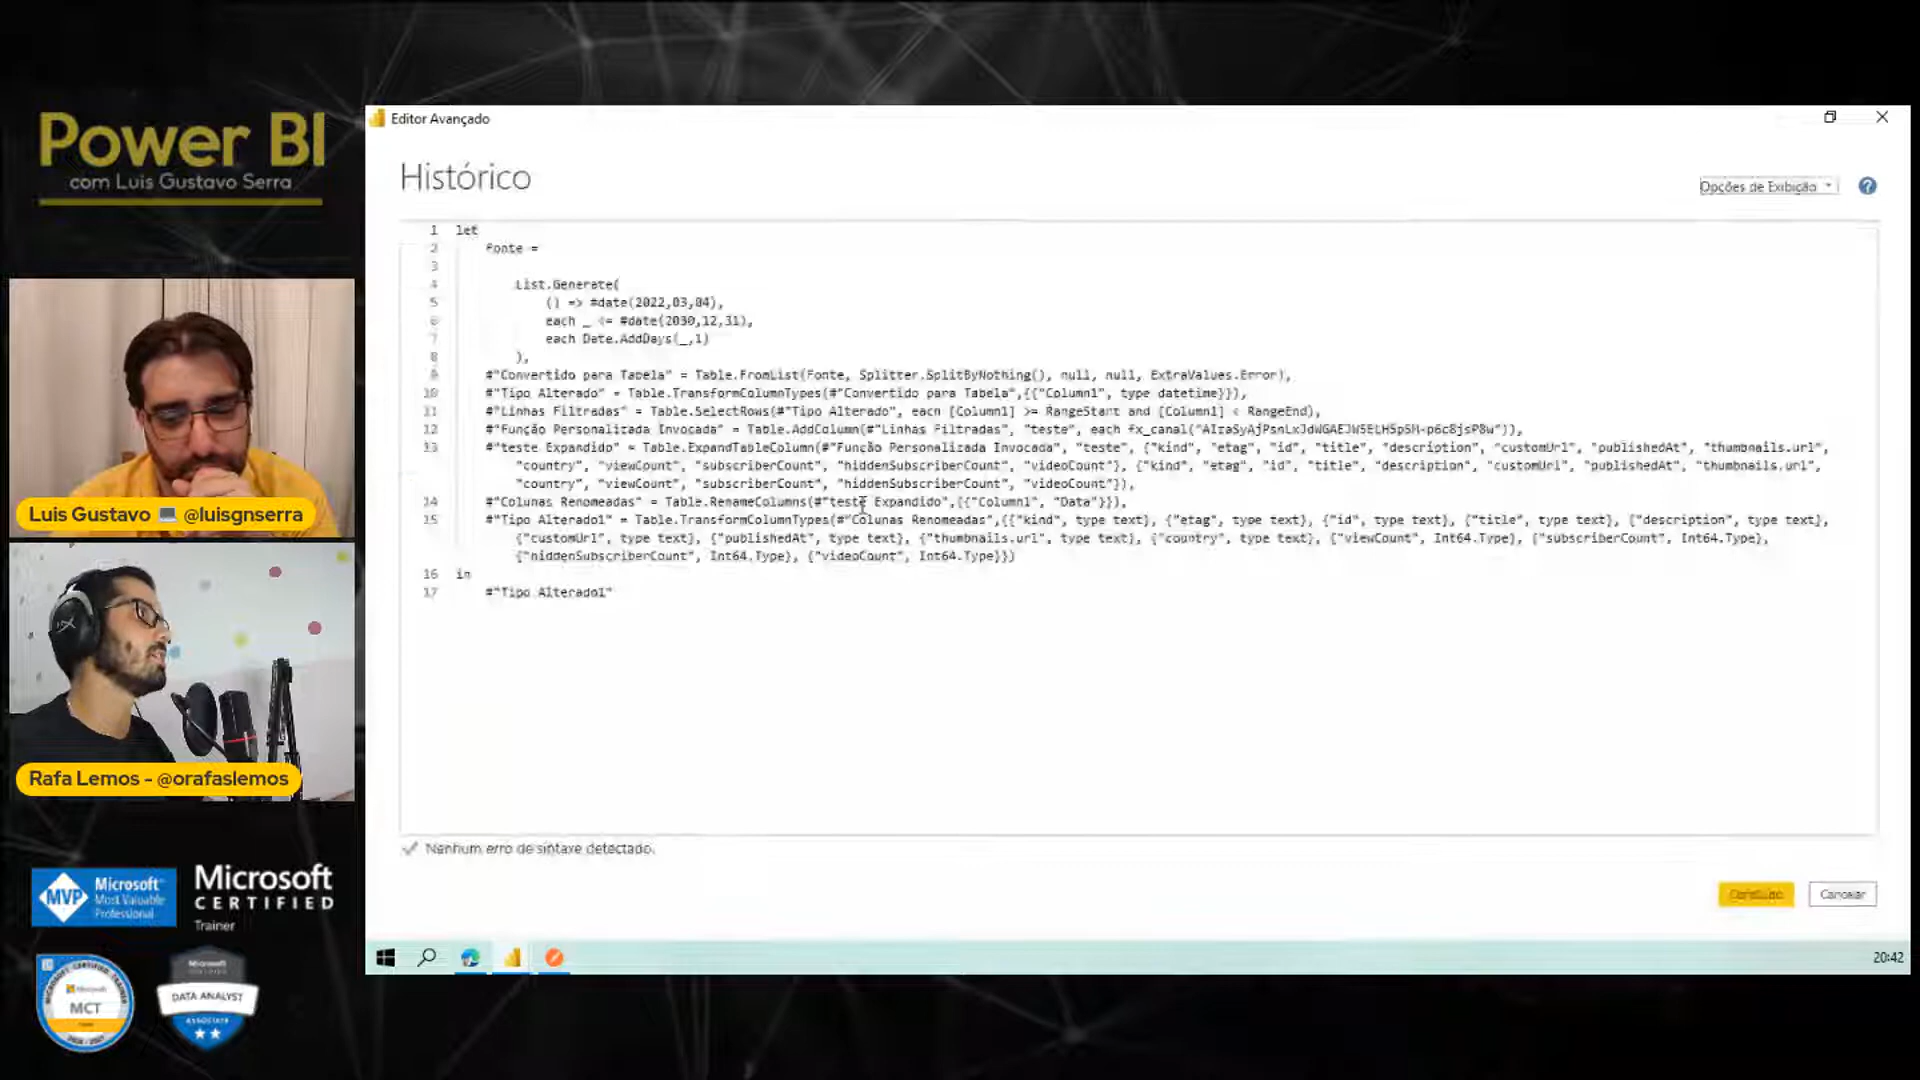 Power BI
com Luis Gustavo Serra
Luis Gustavo 💻 @luisgnserra
Rafa Lemos - @orafaslemos
MVP
Microsoft
Most Valuable
Professional
Microsoft
CERTIFIED
Trainer
Microsoft
MCT
Microsoft
DATA ANALYST
ASSOCIATE
Editor Avançado
Histórico
Opções de Exibição
?
1 let
2 Fonte =
3
4 List.Generate(
5 () => #date(2022,03,04),
6 each _ <= #date(2030,12,31),
7 each Date.AddDays(_,1)
8 ),
9 #"Convertido para Tabela" = Table.FromList(Fonte, Splitter.SplitByNothing(), null, null, ExtraValues.Error),
10 #"Tipo Alterado" = Table.TransformColumnTypes(#"Convertido para Tabela",{{"Column1", type datetime}}),
11 #"Linhas Filtradas" = Table.SelectRows(#"Tipo Alterado", each [Column1] >= RangeStart and [Column1] < RangeEnd),
12 #"Função Personalizada Invocada" = Table.AddColumn(#"Linhas Filtradas", "teste", each fx_canal(
13 #"teste Expandido" = Table.ExpandTableColumn(#"Função Personalizada Invocada", "teste", {"kind", "etag", "id", "title", "description", "customUrl", "publishedAt", "thumbnails.url",
"country", "viewCount", "subscriberCount", "hiddenSubscriberCount", "videoCount"}, {"kind", "etag", "id", "title", "description", "customUrl", "publishedAt", "thumbnails.url",
"country", "viewCount", "subscriberCount", "hiddenSubscriberCount", "videoCount"}),
14 #"Colunas Renomeadas" = Table.RenameColumns(#"teste Expandido",{{"Column1", "Data"}}),
15 #"Tipo Alterado1" = Table.TransformColumnTypes(#"Colunas Renomeadas",{{"kind", type text}, {"etag", type text}, {"id", type text}, {"title", type text}, {"description", type text},
{"customUrl", type text}, {"publishedAt", type text}, {"thumbnails.url", type text}, {"country", type text}, {"viewCount", Int64.Type}, {"subscriberCount", Int64.Type},
{"hiddenSubscriberCount", Int64.Type}, {"videoCount", Int64.Type}})
16 in
17 #"Tipo Alterado1"
Nenhum erro de sintaxe detectado.
Concluído
Cancelar
20:42